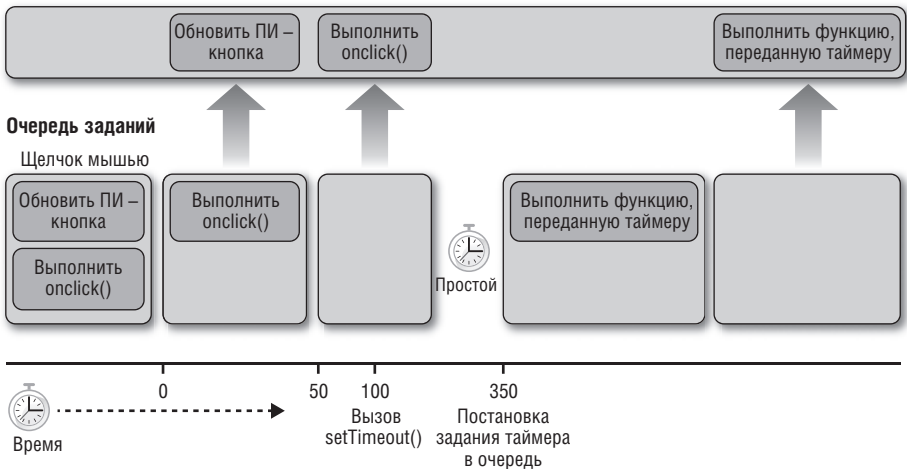 Обновить ПИ –
кнопка
Выполнить
onclick()
Выполнить функцию,
переданную таймеру
Очередь заданий
Щелчок мышью
Обновить ПИ –
кнопка
Выполнить
onclick()
Выполнить
onclick()
Простой
Выполнить функцию,
переданную таймеру
0
50
100
350
Время
Вызов
setTimeout()
Постановка
задания таймера
в очередь